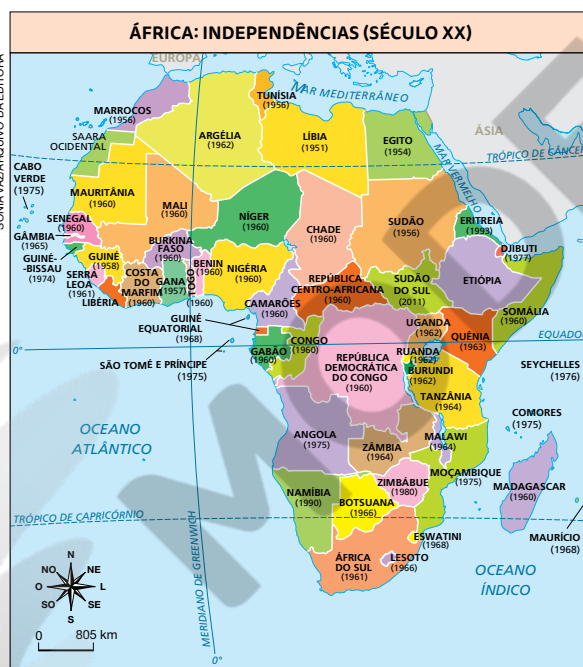 ÁFRICA: INDEPENDÊNCIAS (SÉCULO XX)
EUROPA
MAR MEDITERRÂNEO
ÁSIA
MARROCOS
(1956)
TUNÍSIA
(1956)
SAARA
OCIDENTAL
ARGÉLIA
(1962)
LÍBIA
(1951)
EGITO
(1954)
TRÓPICO DE CÂNCER
MAR VERMELHO
CABO
VERDE
(1975)
MAURITÂNIA
(1960)
MALI
(1960)
NÍGER
(1960)
CHADE
(1960)
SUDÃO
(1956)
ERITREIA
(1993)
SENEGAL
(1960)
GÂMBIA
(1965)
GUINÉ-
-BISSAU
(1974)
GUINÉ
(1958)
BURKINA
FASO
(1960)
BENIN
(1960)
NIGÉRIA
(1960)
DJIBUTI
(1977)
SERRA
LEOA
(1961)
LIBÉRIA
COSTA
DO
MARFIM
(1960)
GANA
(1957)
TOGO
(1960)
CAMARÕES
(1960)
REPÚBLICA
CENTRO-AFRICANA
(1960)
SUDÃO
DO SUL
(2011)
ETIÓPIA
SOMÁLIA
(1960)
GUINÉ
EQUATORIAL
(1968)
GABÃO
(1960)
CONGO
(1960)
UGANDA
(1962)
QUÊNIA
(1963)
EQUADOR
0°
SÃO TOMÉ E PRÍNCIPE
(1975)
REPÚBLICA
DEMOCRÁTICA
DO CONGO
(1960)
RUANDA
(1962)
BURUNDI
(1962)
SEYCHELLES
(1976)
TANZÂNIA
(1964)
COMORES
(1975)
OCEANO
ATLÂNTICO
ANGOLA
(1975)
ZÂMBIA
(1964)
MALAWI
(1964)
MOÇAMBIQUE
(1975)
ZIMBÁBUE
(1980)
MADAGASCAR
(1960)
NAMÍBIA
(1990)
BOTSUANA
(1966)
TRÓPICO DE CAPRICÓRNIO
MAURÍCIO
(1968)
ESWATINI
(1968)
ÁFRICA
DO SUL
(1961)
LESOTO
(1966)
OCEANO
ÍNDICO
MERIDIANO DE GREENWICH
0°
N
NO
NE
O
L
SO
SE
S
0
805 km